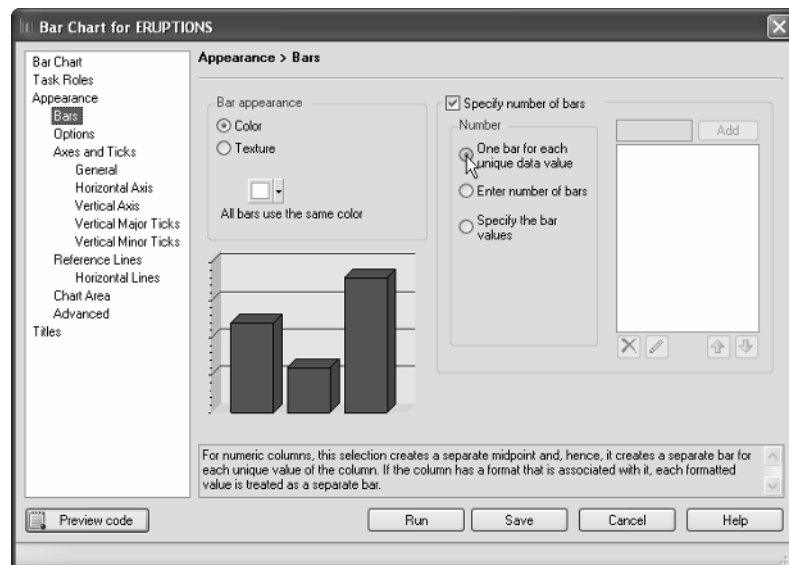 Bar Chart for ERUPTIONS
Bar Chart
Task Roles
Appearance
Bars
Options
Axes and Ticks
General
Horizontal Axis
Vertical Axis
Vertical Major Ticks
Vertical Minor Ticks
Reference Lines
Horizontal Lines
Chart Area
Advanced
Titles
Appearance > Bars
Bar appearance
Color
Texture
All bars use the same color
Specify number of bars
Number
One bar for each
unique data value
Enter number of bars
Specify the bar
values
Add
For numeric columns, this selection creates a separate midpoint and, hence, it creates a separate bar for
each unique value of the column. If the column has a format that is associated with it, each formatted
value is treated as a separate bar.
Preview code
Run
Save
Cancel
Help